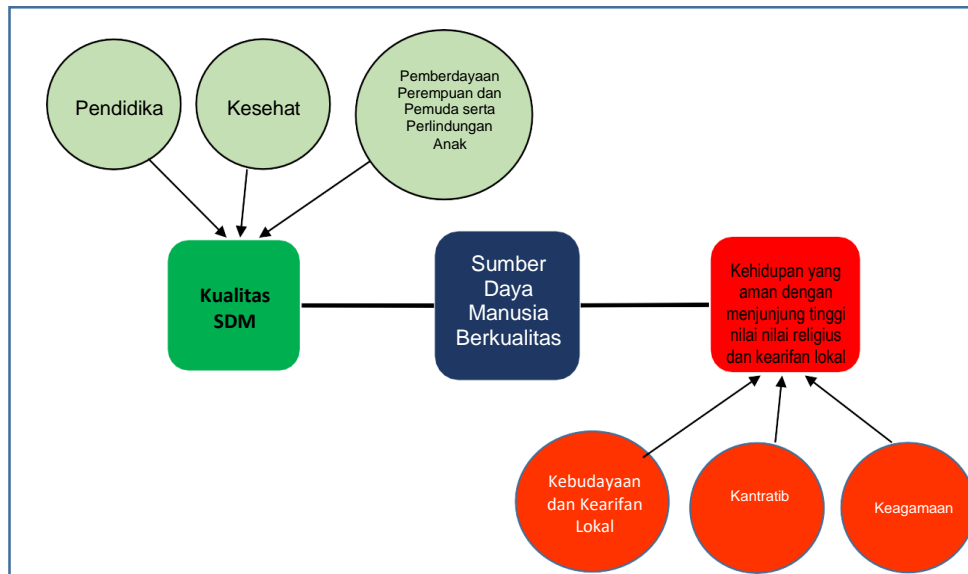 Pendidika
Kesehat
Pemberdayaan
Perempuan dan
Pemuda serta
Perlindungan
Anak
Kualitas
SDM
Sumber
Daya
Manusia
Berkualitas
Kehidupan yang
aman dengan
menjunjung tinggi
nilai nilai religius
dan kearifan lokal
Kebudayaan
dan Kearifan
Lokal
Kantratib
Keagamaan